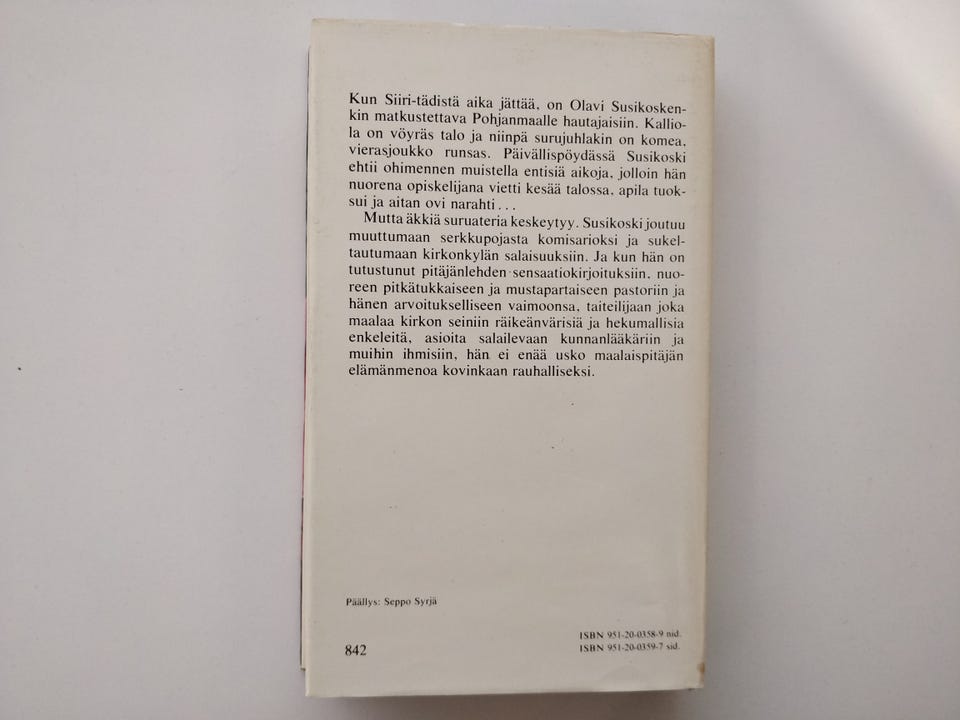 Kun Siiri-tädistä aika jättää, on Olavi Susikosken-
kin matkustettava Pohjanmaalle hautajaisiin. Kallio-
la on vöyräs talo ja niinpä surujuhlakin on komea,
vierasjoukko runsas. Päivällispöydässä Susikoski
ehtii ohimennen muistella entisiä aikoja, jolloin hän
nuorena opiskelijana vietti kesää talossa, apila tuok-
sui ja aitan ovi narahti...
Mutta äkkiä suruateria keskeytyy. Susikoski joutuu
muuttumaan serkkupojasta komisarioksi ja sukel-
tautumaan kirkonkylän salaisuuksiin. Ja kun hän on
tutustunut pitäjänlehden sensaatiokirjoituksiin, nuo-
reen pitkätukkaiseen ja mustapartaiseen pastoriin ja
hänen arvoitukselliseen vaimoonsa, taiteilijaan joka
maalaa kirkon seiniin räikeänvärisiä ja hekumallisia
enkeleitä, asioita salailevaan kunnanlääkäriin ja
muihin ihmisiin, hän ei enää usko maalaispitäjän
elämänmenoa kovinkaan rauhalliseksi.
Päällys: Seppo Syrjä
842
ISBN 951-20-0358-9 nid.
ISBN 951-20-0359-7 sid.